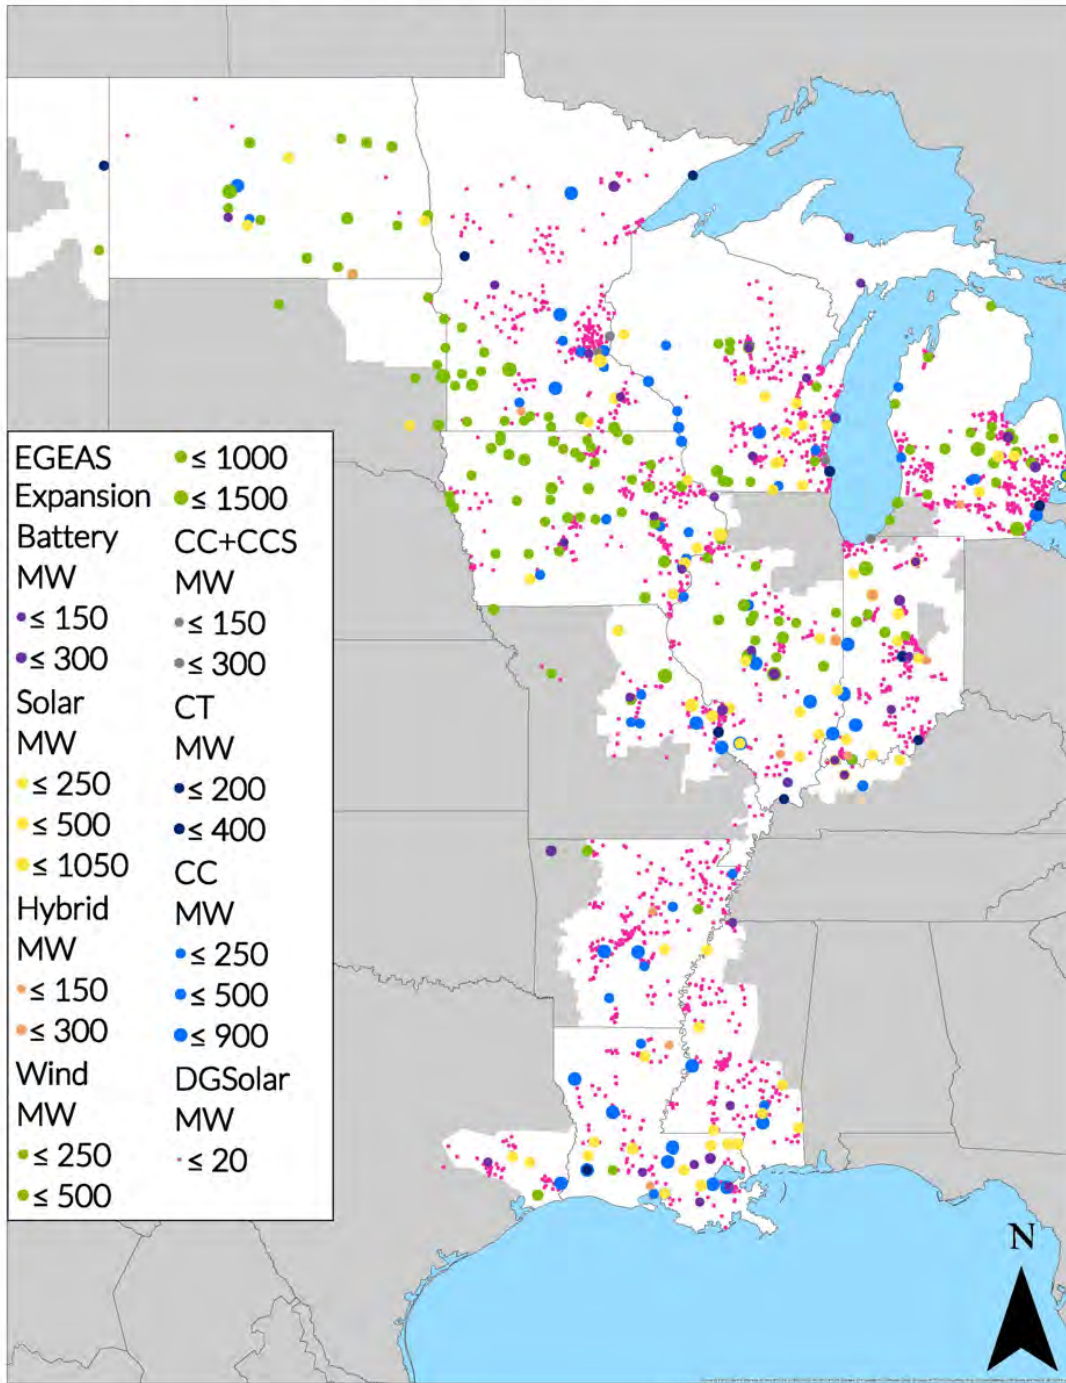 EGEAS
Expansion
Battery
MW
≤ 150
≤ 300
Solar
MW
≤ 250
≤ 500
≤ 1050
Hybrid
MW
≤ 150
≤ 300
Wind
MW
≤ 250
≤ 500
≤ 1000
≤ 1500
CC+CCS
MW
≤ 150
≤ 300
CT
MW
≤ 200
≤ 400
CC
MW
≤ 250
≤ 500
≤ 900
DGSolar
MW
≤ 20
N